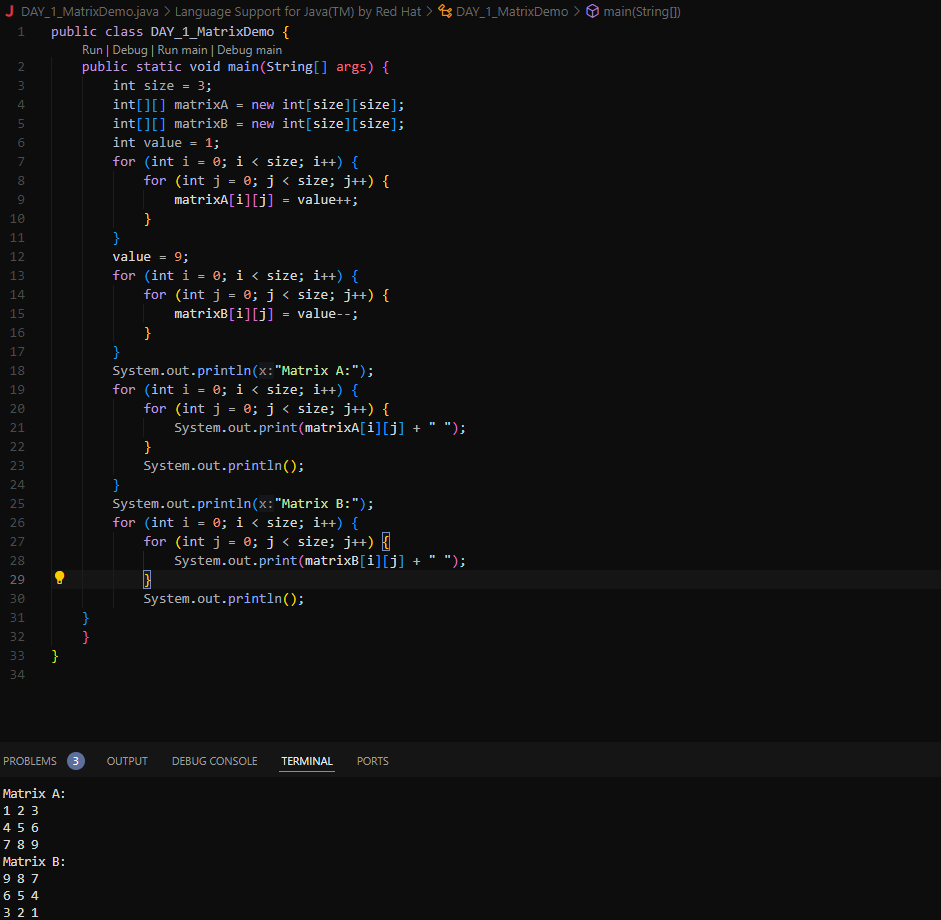 J DAY_1_MatrixDemo.java > Language Support for Java(TM) by Red Hat > DAY_1_MatrixDemo > main(String[])
1 public class DAY_1_MatrixDemo {
Run | Debug | Run main | Debug main
2 public static void main(String[] args) {
3 int size = 3;
4 int[][] matrixA = new int[size][size];
5 int[][] matrixB = new int[size][size];
6 int value = 1;
7 for (int i = 0; i < size; i++) {
8 for (int j = 0; j < size; j++) {
9 matrixA[i][j] = value++;
10 }
11 }
12 value = 9;
13 for (int i = 0; i < size; i++) {
14 for (int j = 0; j < size; j++) {
15 matrixB[i][j] = value--;
16 }
17 }
18 System.out.println(x:"Matrix A:");
19 for (int i = 0; i < size; i++) {
20 for (int j = 0; j < size; j++) {
21 System.out.print(matrixA[i][j] + " ");
22 }
23 System.out.println();
24 }
25 System.out.println(x:"Matrix B:");
26 for (int i = 0; i < size; i++) {
27 for (int j = 0; j < size; j++) {
28 System.out.print(matrixB[i][j] + " ");
29 }
30 System.out.println();
31 }
32 }
33 }
34
PROBLEMS 3 OUTPUT DEBUG CONSOLE TERMINAL PORTS
Matrix A:
1 2 3
4 5 6
7 8 9
Matrix B:
9 8 7
6 5 4
3 2 1